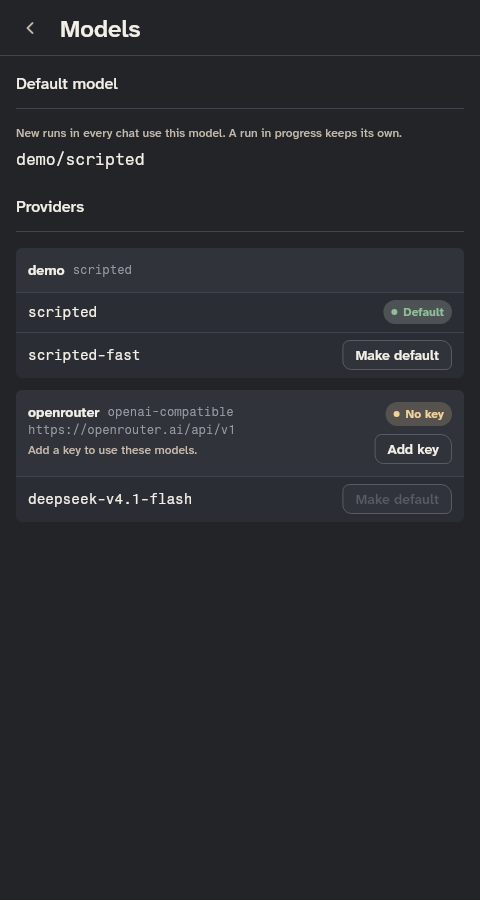 Models
Default model
New runs in every chat use this model. A run in progress keeps its own.
demo/scripted
Providers
demo scripted
scripted Default
scripted-fast Make default
openrouter openai-compatible No key
https://openrouter.ai/api/v1
Add a key to use these models. Add key
deepseek-v4.1-flash Make default